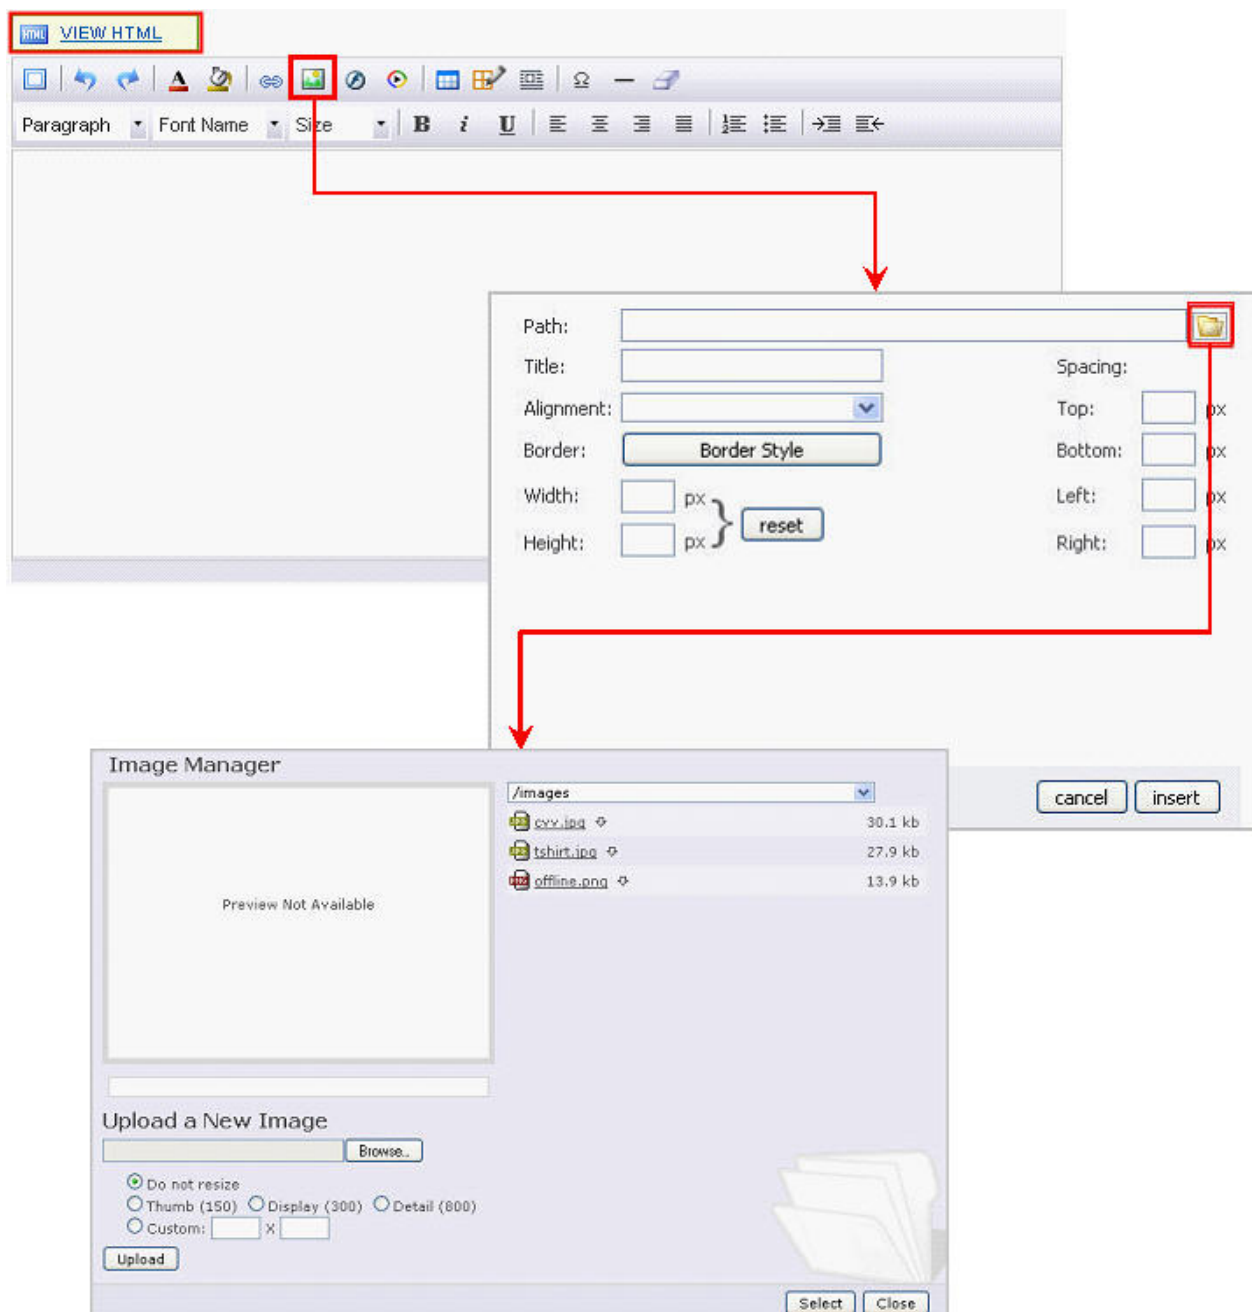 HTML VIEW HTML
Paragraph Font Name Size B i U
Path:
Title: Spacing:
Alignment: Top: px
Border: Border Style Bottom: px
Width: px Left: px
reset
Height: px Right: px
cancel insert
Image Manager
/images
cvv.jpg 30.1 kb
tshirt.jpg 27.9 kb
offline.png 13.9 kb
Preview Not Available
Upload a New Image
Browse..
Do not resize
Thumb (150) Display (300) Detail (800)
Custom: X
Upload
Select Close